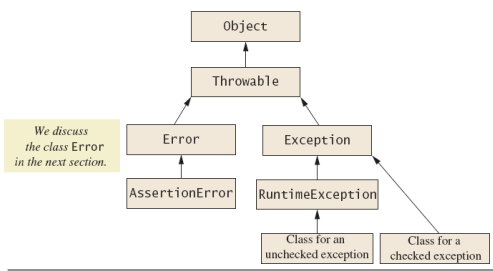 Object
Throwable
We discuss
the class Error
in the next section.
Error
Exception
AssertionError
RuntimeException
Class for an
unchecked exception
Class for a
checked exception